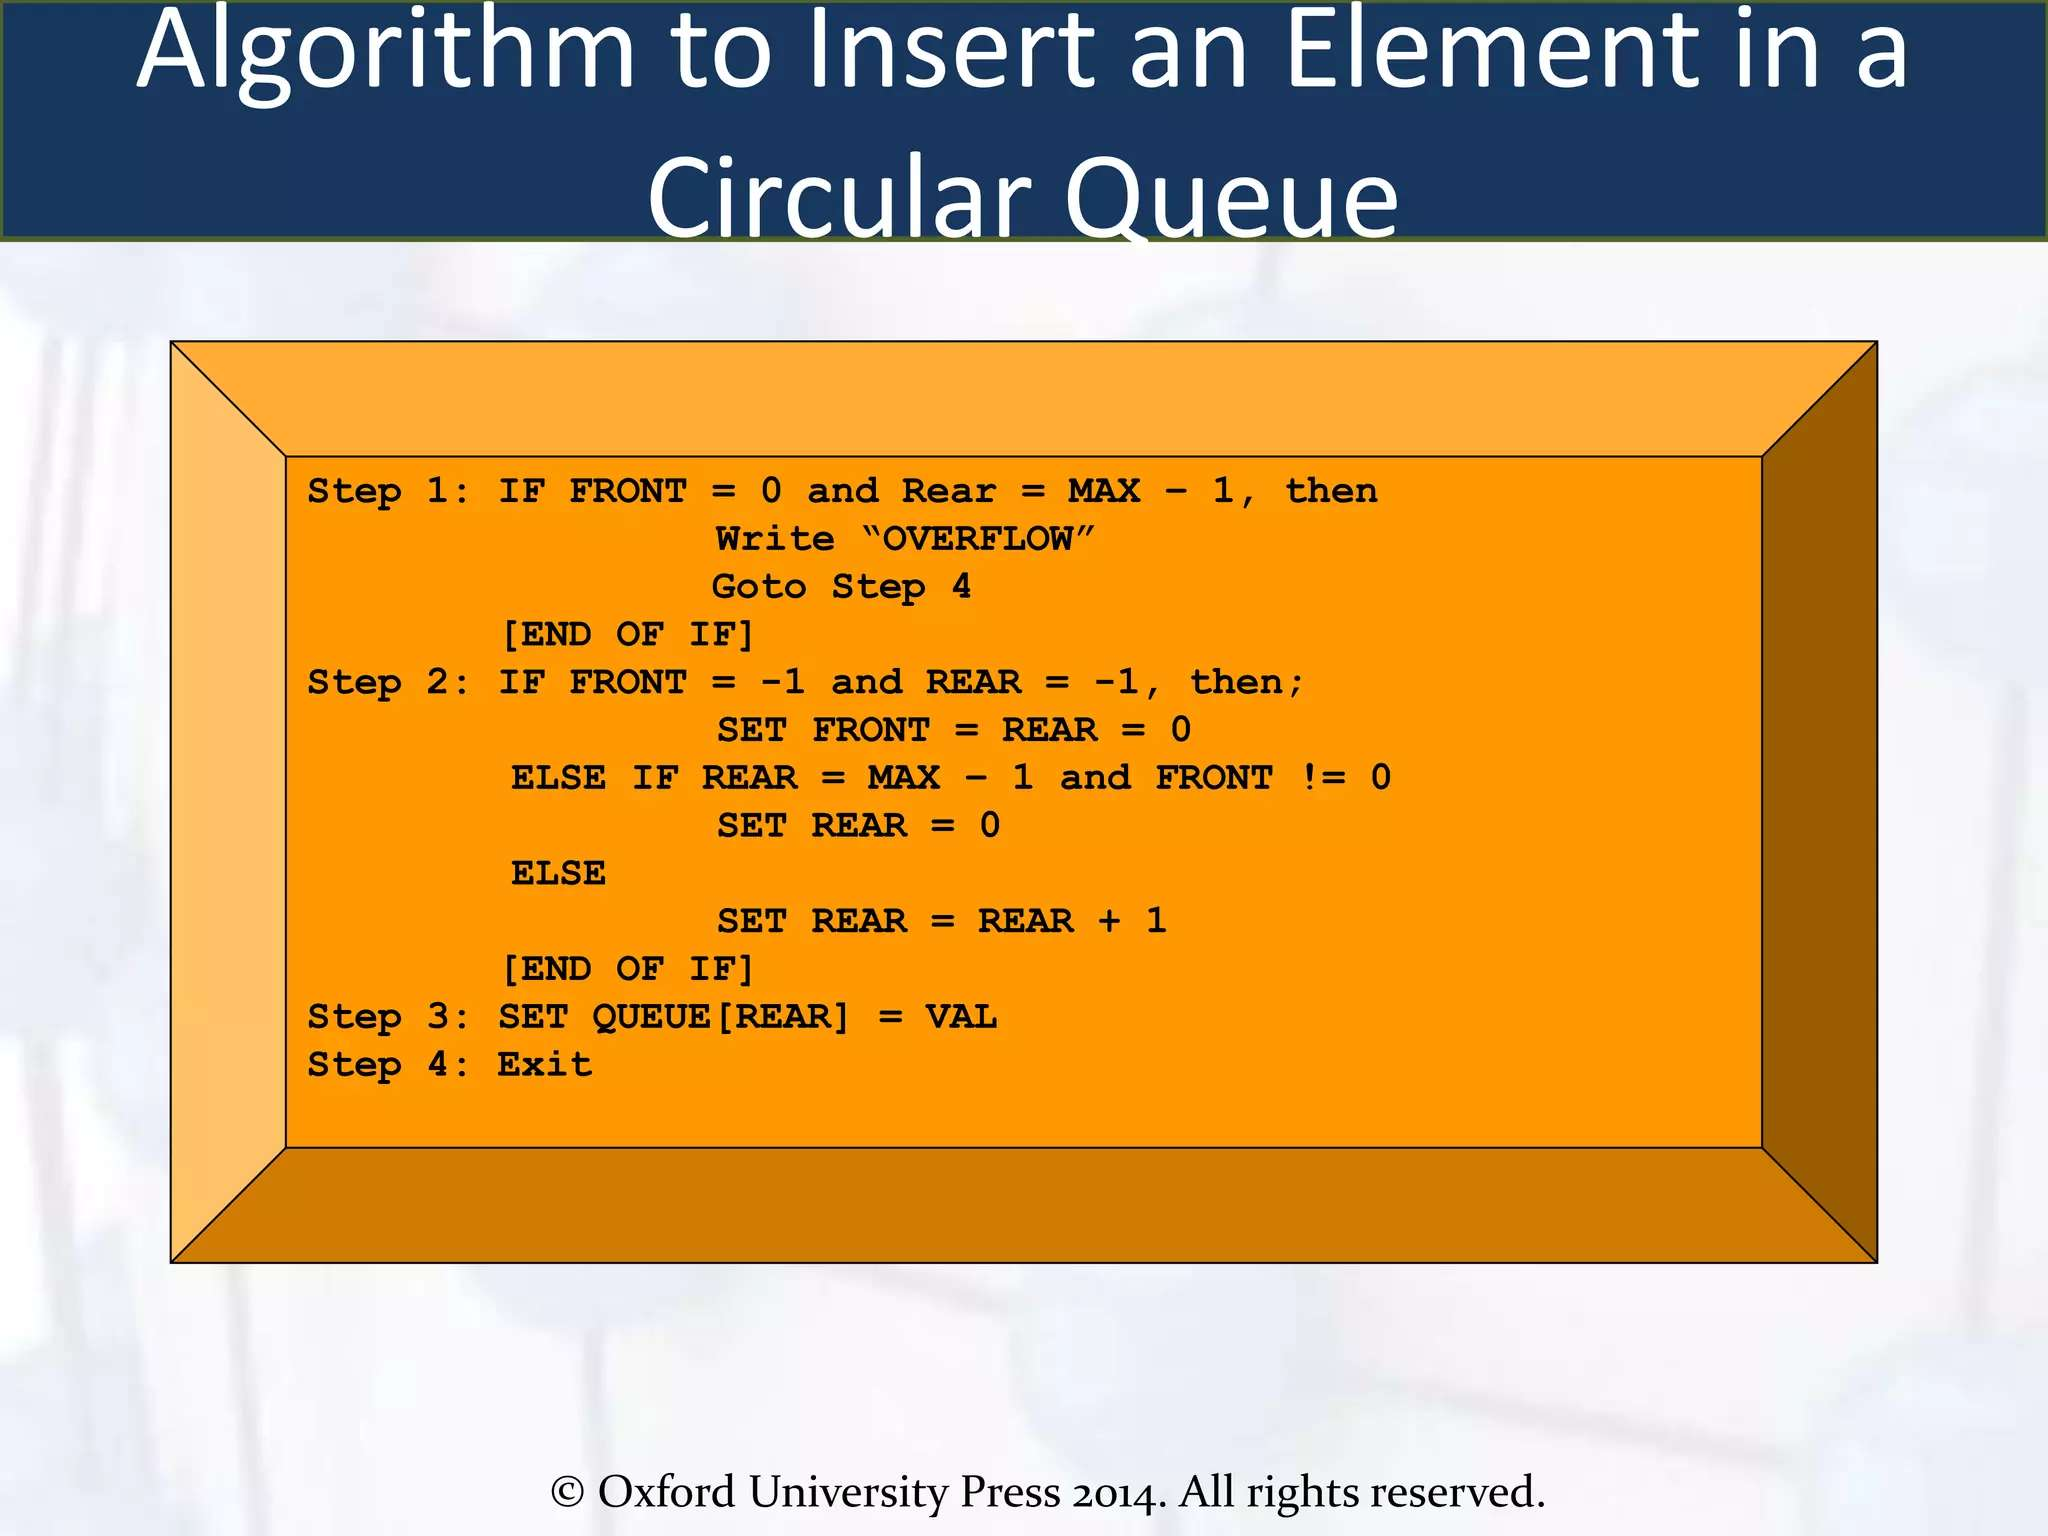 Algorithm to Insert an Element in a
Circular Queue
Step 1: IF FRONT = 0 and Rear = MAX – 1, then
Write “OVERFLOW”
Goto Step 4
[END OF IF]
Step 2: IF FRONT = -1 and REAR = -1, then;
SET FRONT = REAR = 0
ELSE IF REAR = MAX – 1 and FRONT != 0
SET REAR = 0
ELSE
SET REAR = REAR + 1
[END OF IF]
Step 3: SET QUEUE[REAR] = VAL
Step 4: Exit
© Oxford University Press 2014. All rights reserved.